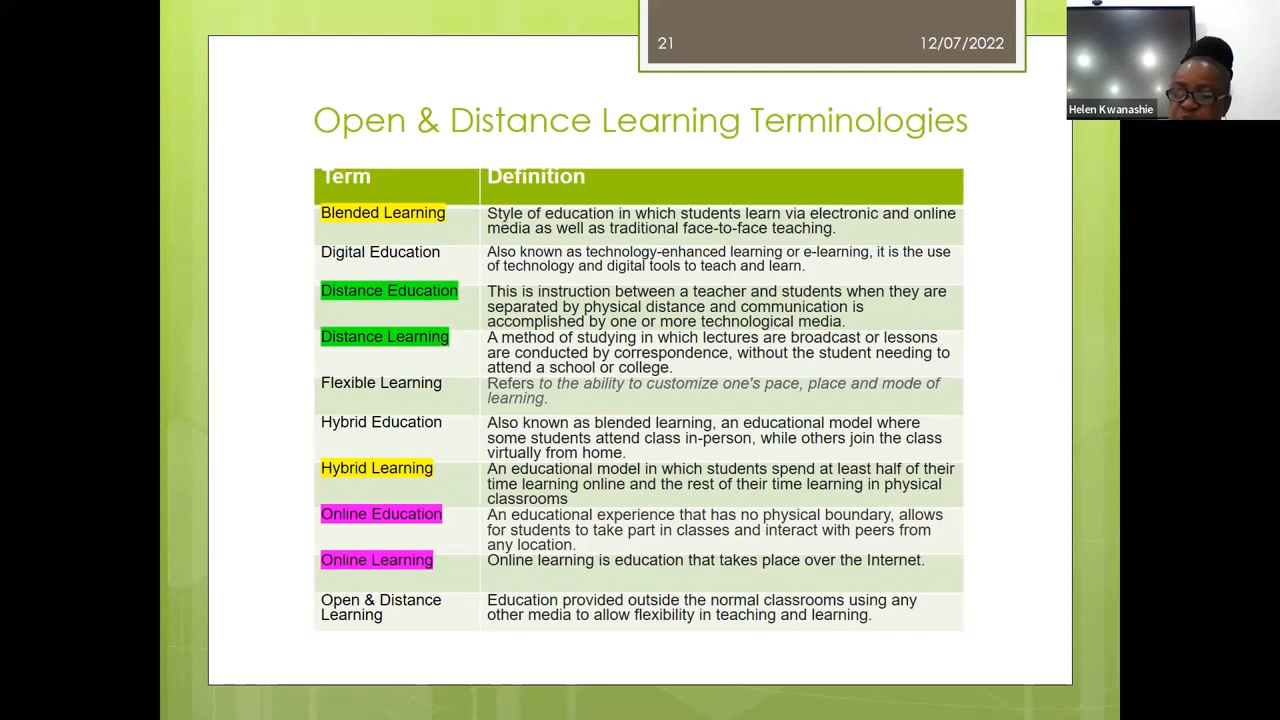 21
12/07/2022
Helen Kwanashie
Open & Distance Learning Terminologies
Term
Definition
Blended Learning
Style of education in which students learn via electronic and online
media as well as traditional face-to-face teaching.
Digital Education
Also known as technology-enhanced learning or e-learning, it is the use
of technology and digital tools to teach and learn.
Distance Education
This is instruction between a teacher and students when they are
separated by physical distance and communication is
accomplished by one or more technological media.
Distance Learning
A method of studying in which lectures are broadcast or lessons
are conducted by correspondence, without the student needing to
attend a school or college.
Flexible Learning
Refers to the ability to customize one's pace, place and mode of
learning.
Hybrid Education
Also known as blended learning, an educational model where
some students attend class in-person, while others join the class
virtually from home.
Hybrid Learning
An educational model in which students spend at least half of their
time learning online and the rest of their time learning in physical
classrooms
Online Education
An educational experience that has no physical boundary, allows
for students to take part in classes and interact with peers from
any location.
Online Learning
Online learning is education that takes place over the Internet.
Open & Distance
Learning
Education provided outside the normal classrooms using any
other media to allow flexibility in teaching and learning.